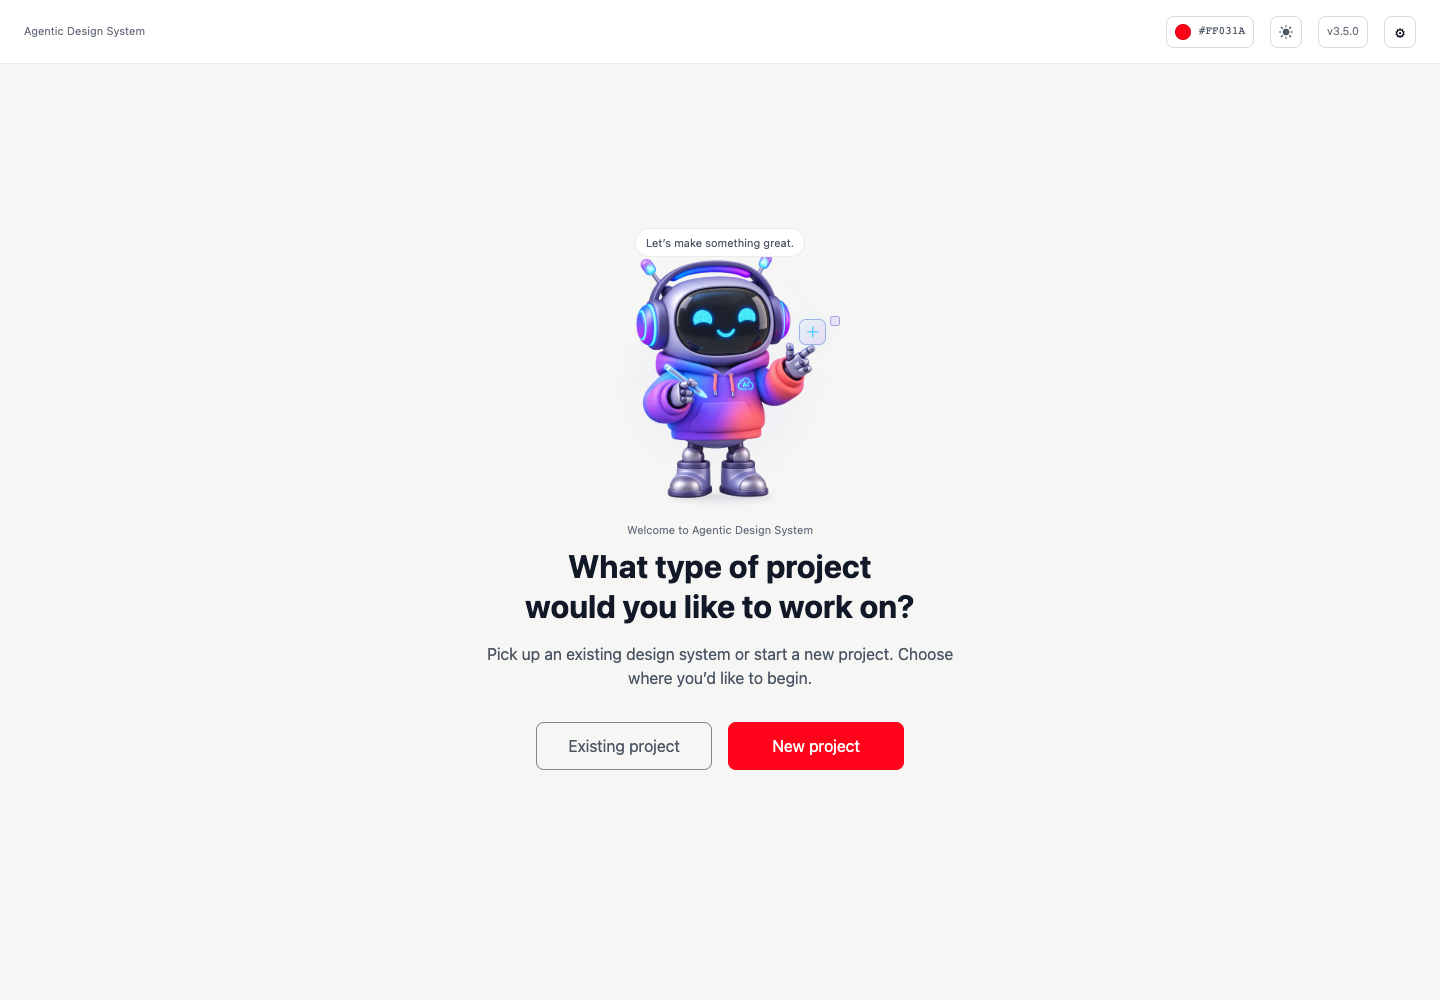 Agentic Design System
#FF031A
v3.5.0
Let's make something great.
AI
Welcome to Agentic Design System
What type of project
would you like to work on?
Pick up an existing design system or start a new project. Choose
where you'd like to begin.
Existing project
New project